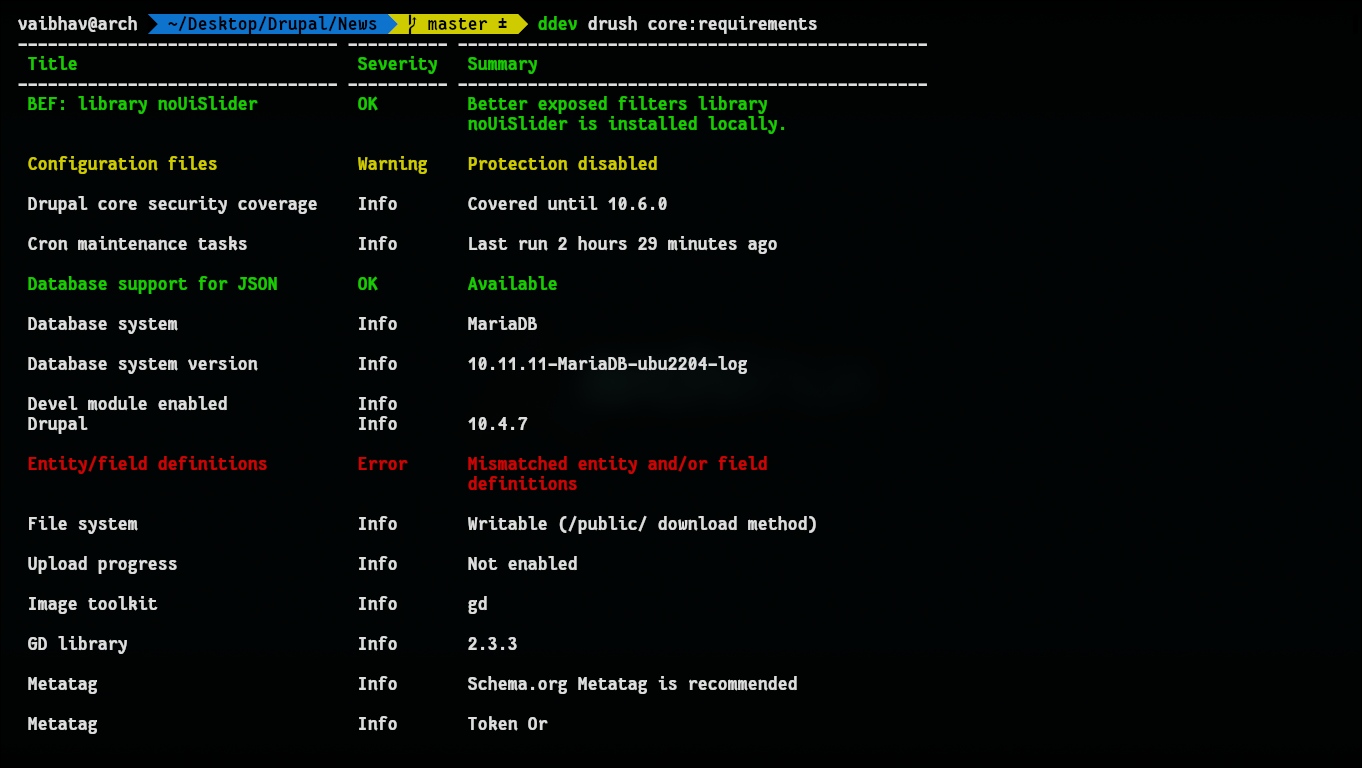 vaibhav@arch ~/Desktop/Drupal/News master ± ddev drush core:requirements
Title Severity Summary
BEF: library noUiSlider OK Better exposed filters library
noUiSlider is installed locally.
Configuration files Warning Protection disabled
Drupal core security coverage Info Covered until 10.6.0
Cron maintenance tasks Info Last run 2 hours 29 minutes ago
Database support for JSON OK Available
Database system Info MariaDB
Database system version Info 10.11.11-MariaDB-ubu2204-log
Devel module enabled Info
Drupal Info 10.4.7
Entity/field definitions Error Mismatched entity and/or field
definitions
File system Info Writable (/public/ download method)
Upload progress Info Not enabled
Image toolkit Info gd
GD library Info 2.3.3
Metatag Info Schema.org Metatag is recommended
Metatag Info Token Or